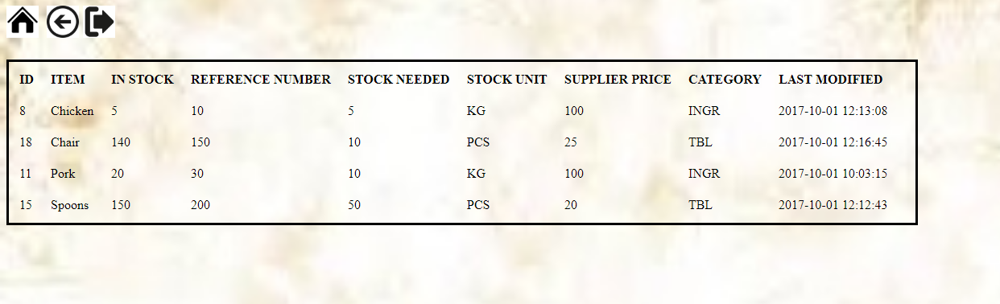 ID ITEM IN STOCK REFERENCE NUMBER STOCK NEEDED STOCK UNIT SUPPLIER PRICE CATEGORY LAST MODIFIED
8 Chicken 5 10 5 KG 100 INGR 2017-10-01 12:13:08
18 Chair 140 150 10 PCS 25 TBL 2017-10-01 12:16:45
11 Pork 20 30 10 KG 100 INGR 2017-10-01 10:03:15
15 Spoons 150 200 50 PCS 20 TBL 2017-10-01 12:12:43